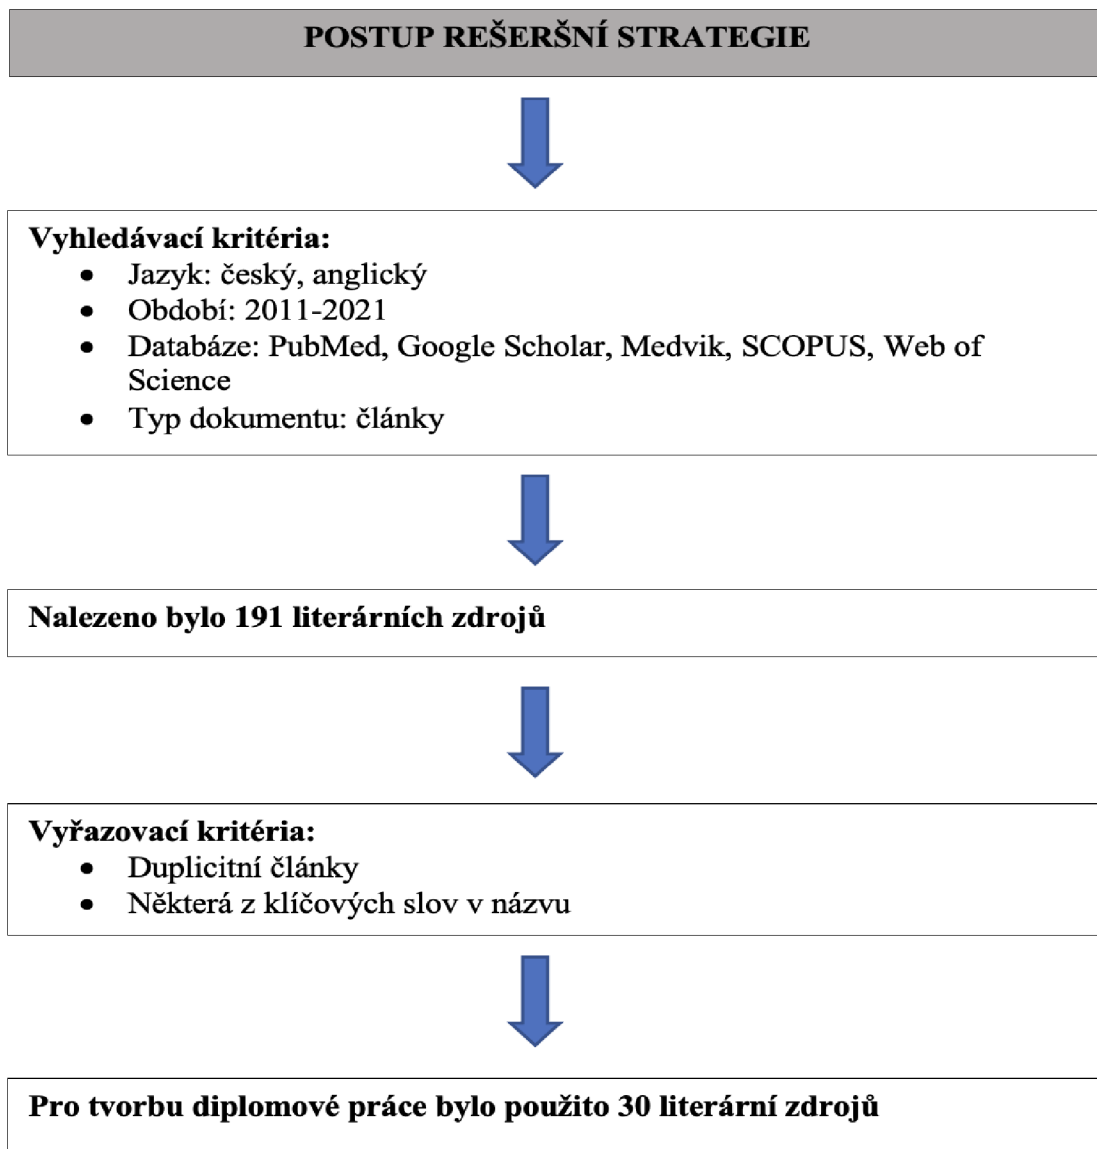 POSTUP REŠERŠNÍ STRATEGIE
Vyhledávací kritéria:
• Jazyk: český, anglický
• Období: 2011-2021
• Databáze: PubMed, Google Scholar, Medvik, SCOPUS, Web of
Science
• Typ dokumentu: články
Nalezeno bylo 191 literárních zdrojů
Vyřazovací kritéria:
• Duplicitní články
• Některá z klíčových slov v názvu
Pro tvorbu diplomové práce bylo použito 30 literární zdrojů